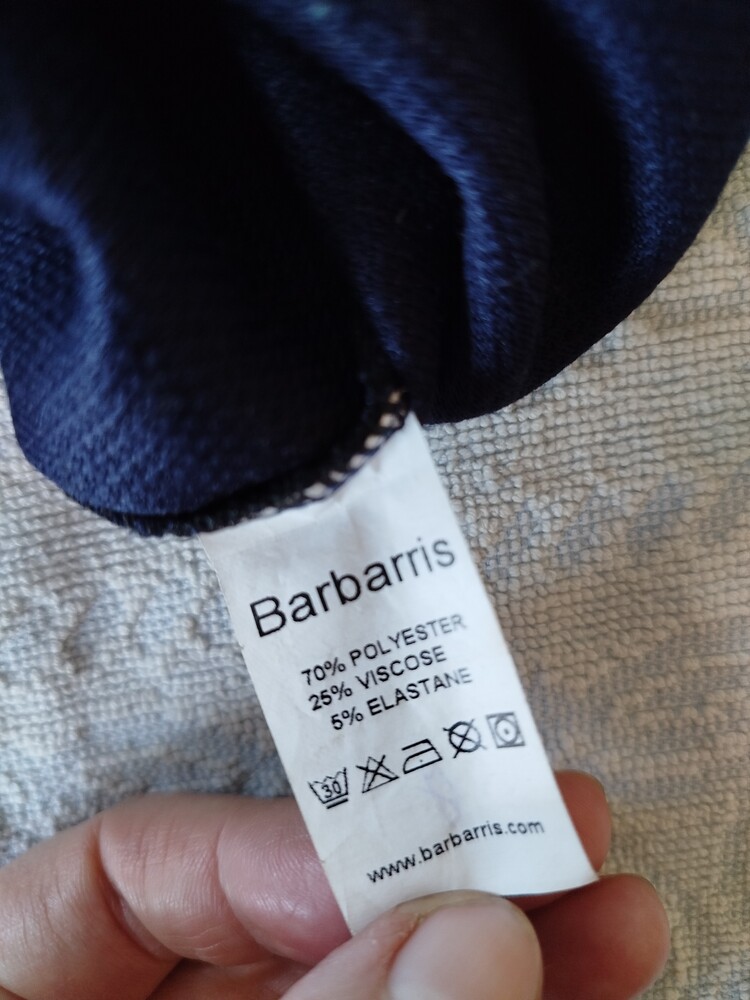 Barbarris
70% POLYESTER
25% VISCOSE
5% ELASTANE
30
www.barbarris.com